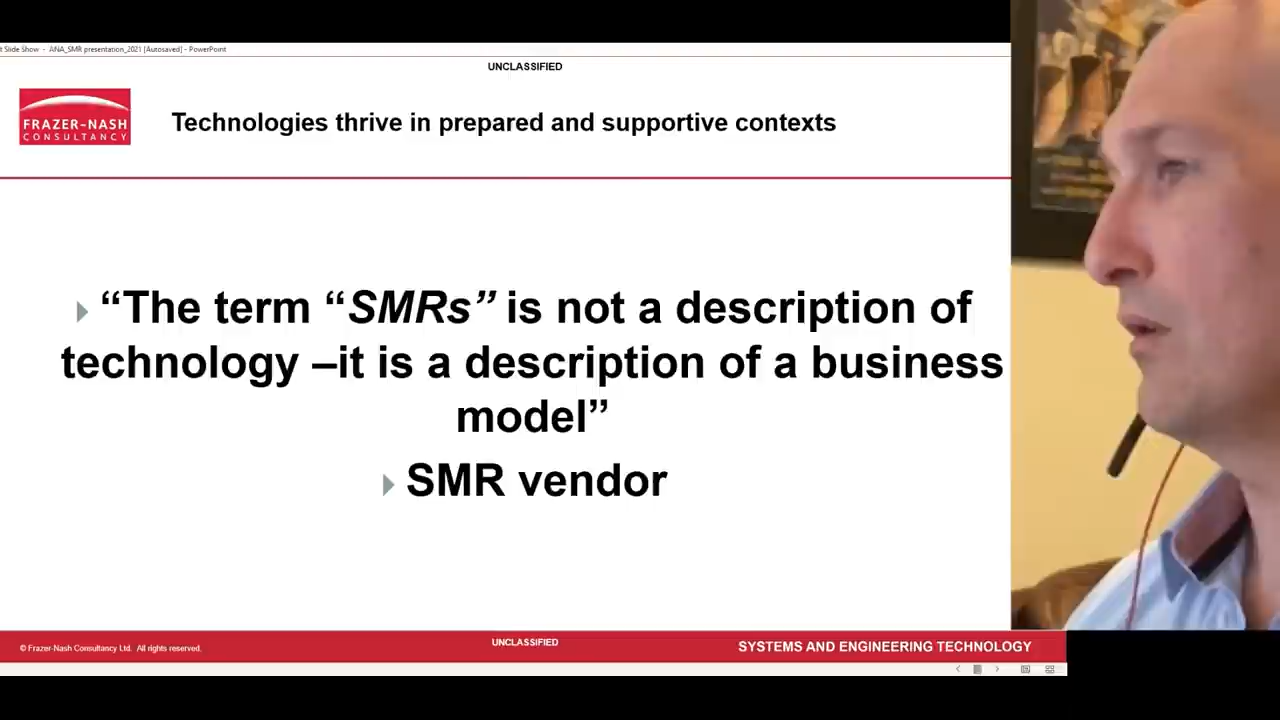 t Slide Show - ANA_SMR presentation_2021 [Autosaved] - PowerPoint
UNCLASSIFIED
FRAZER-NASH
CONSULTANCY
Technologies thrive in prepared and supportive contexts
“The term “SMRs” is not a description of
technology –it is a description of a business
model”
SMR vendor
© Frazer-Nash Consultancy Ltd. All rights reserved.
UNCLASSIFIED
SYSTEMS AND ENGINEERING TECHNOLOGY